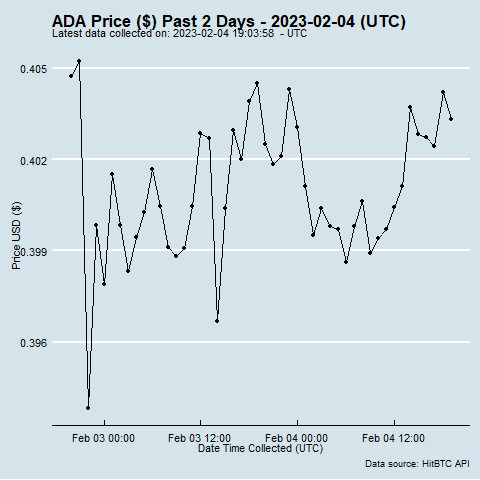 ADA Price ($) Past 2 Days - 2023-02-04 (UTC)
Latest data collected on: 2023-02-04 19:03:58 - UTC
0.405
0.402
0.399
0.396
Price USD ($)
Feb 03 00:00
Feb 03 12:00
Feb 04 00:00
Feb 04 12:00
Date Time Collected (UTC)
Data source: HitBTC API